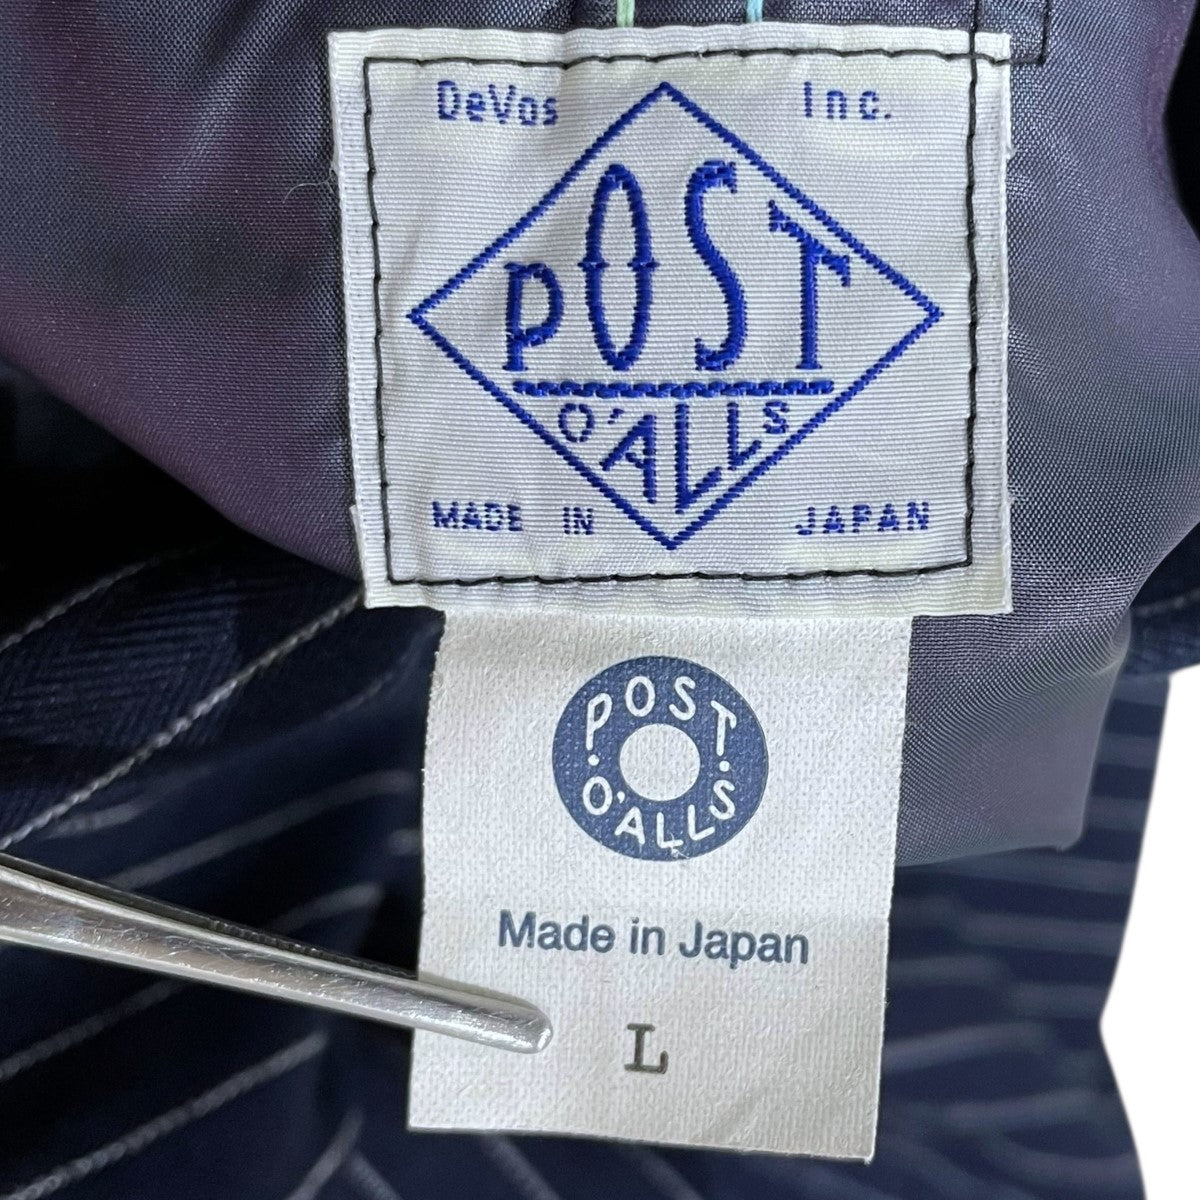 DeVos Inc.
POST
O'ALLS
MADE IN JAPAN
POST
O'ALLS
Made in Japan
L